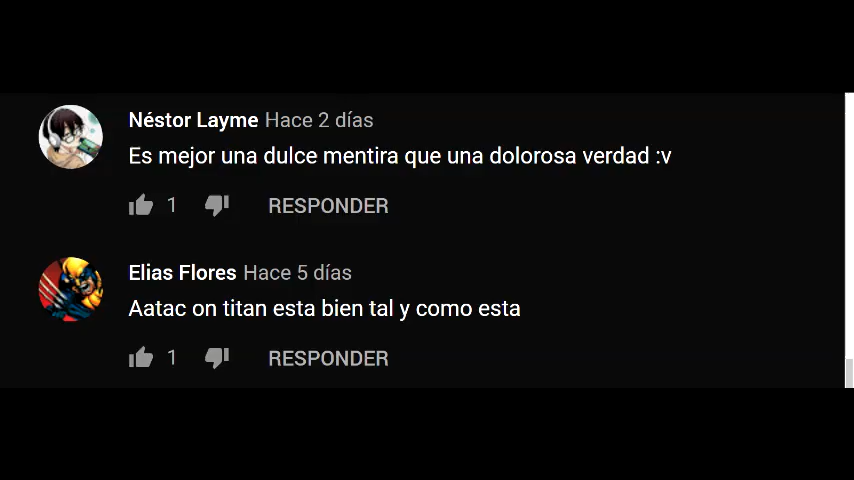 Néstor Layme Hace 2 días
Es mejor una dulce mentira que una dolorosa verdad :v
1 RESPONDER
Elias Flores Hace 5 días
Aatac on titan esta bien tal y como esta
1 RESPONDER